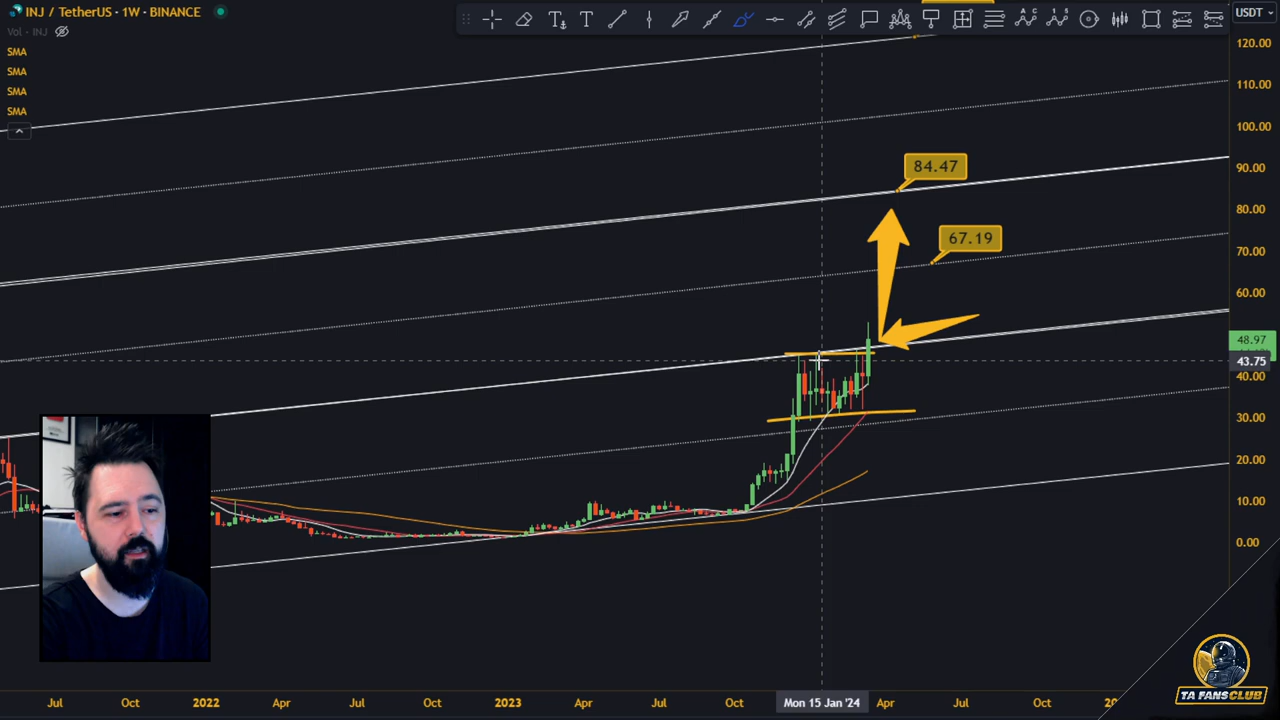 INJ / TetherUS · 1W · BINANCE
USDT
Vol · INJ
SMA
SMA
SMA
SMA
120.00
110.00
100.00
90.00
80.00
70.00
60.00
48.97
43.75
40.00
30.00
20.00
10.00
0.00
84.47
67.19
Jul
Oct
2022
Apr
Jul
Oct
2023
Apr
Jul
Oct
Mon 15 Jan '24
Apr
Jul
Oct
TA FANSCLUB